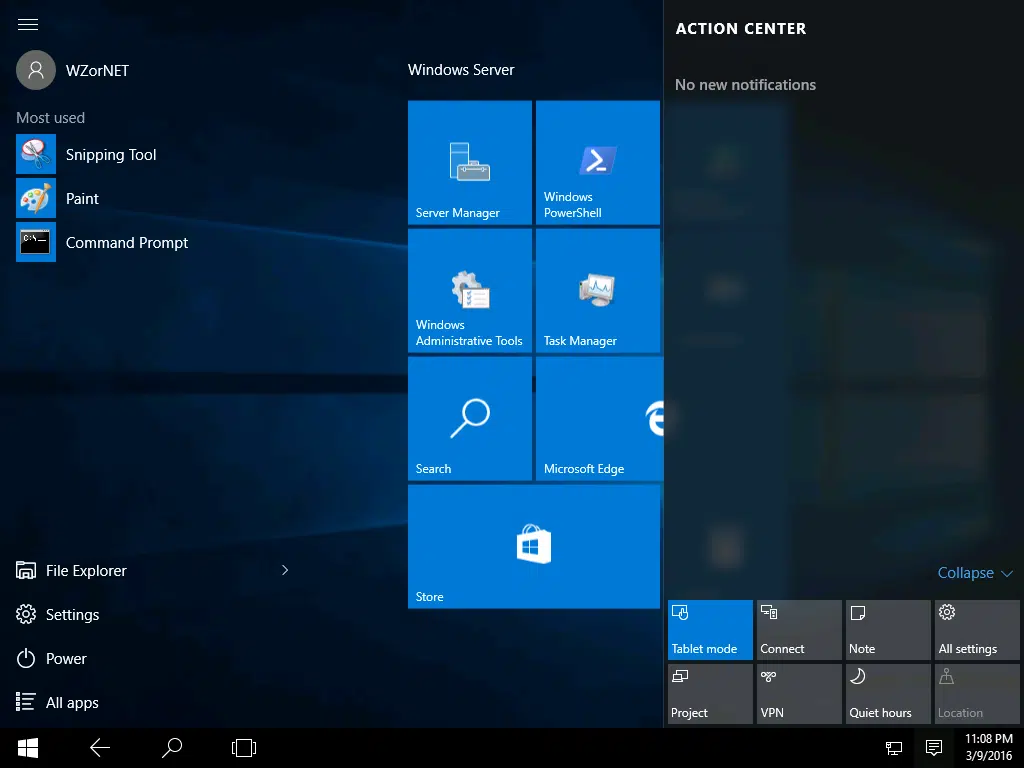 WZorNET
Most used
Snipping Tool
Paint
C:\_
Command Prompt
File Explorer
Settings
Power
All apps
Windows Server
Server Manager
Windows
PowerShell
Windows
Administrative Tools
Task Manager
Search
Microsoft Edge
Store
ACTION CENTER
No new notifications
Collapse
Tablet mode
Connect
Note
All settings
Project
VPN
Quiet hours
Location
11:08 PM
3/9/2016